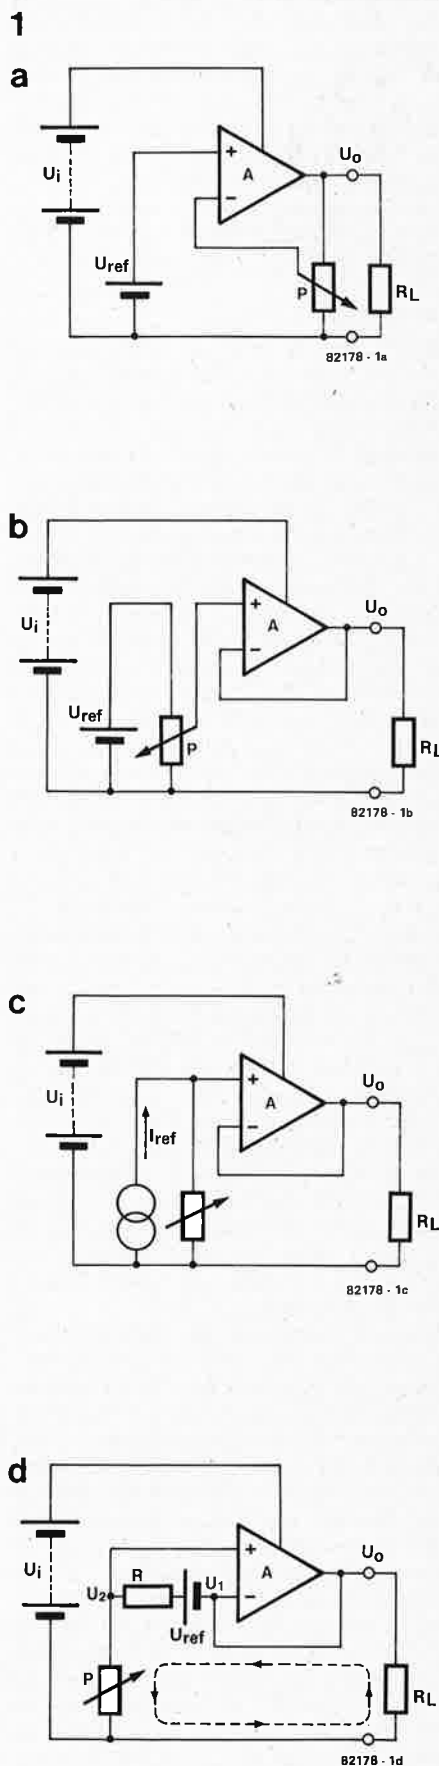 1
a
Ui
Uref
+
A
−
Uo
P
RL
82178 - 1a
b
Ui
Uref
P
+
A
−
Uo
RL
82178 - 1b
c
Ui
Iref
+
A
−
Uo
RL
82178 - 1c
d
Ui
U2
R
U1
Uref
+
A
−
Uo
P
RL
82178 - 1d